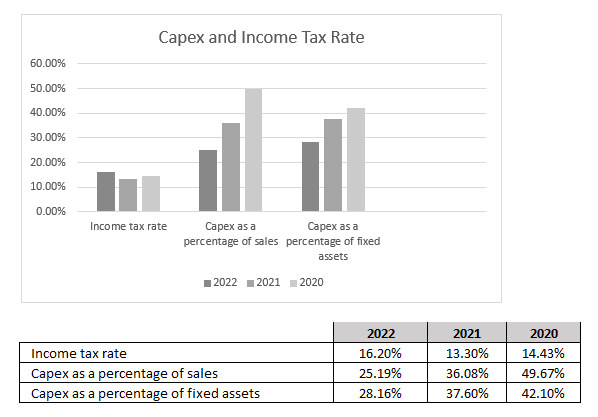 Capex and Income Tax Rate
60.00%
50.00%
40.00%
30.00%
20.00%
10.00%
0.00%
Income tax rate Capex as a Capex as a
percentage of sales percentage of fixed
assets
2022 2021 2020
2022 2021 2020
Income tax rate 16.20% 13.30% 14.43%
Capex as a percentage of sales 25.19% 36.08% 49.67%
Capex as a percentage of fixed assets 28.16% 37.60% 42.10%